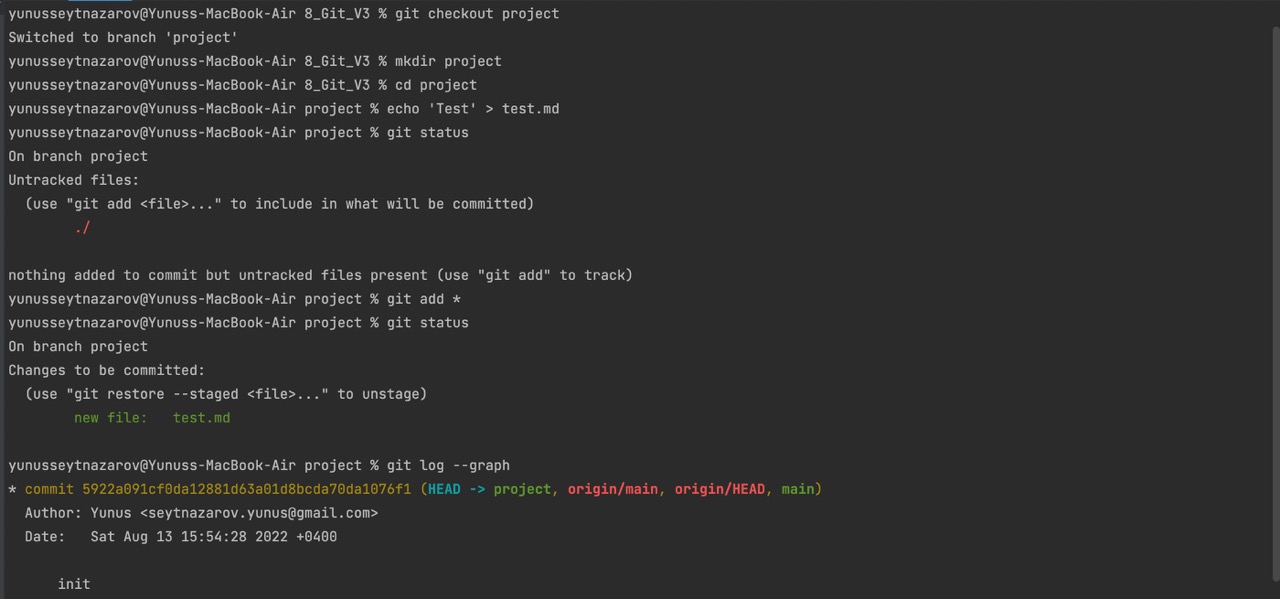 yunusseytnazarov@Yunuss-MacBook-Air 8_Git_V3 % git checkout project
Switched to branch 'project'
yunusseytnazarov@Yunuss-MacBook-Air 8_Git_V3 % mkdir project
yunusseytnazarov@Yunuss-MacBook-Air 8_Git_V3 % cd project
yunusseytnazarov@Yunuss-MacBook-Air project % echo 'Test' > test.md
yunusseytnazarov@Yunuss-MacBook-Air project % git status
On branch project
Untracked files:
  (use "git add <file>..." to include in what will be committed)
        ./

nothing added to commit but untracked files present (use "git add" to track)
yunusseytnazarov@Yunuss-MacBook-Air project % git add *
yunusseytnazarov@Yunuss-MacBook-Air project % git status
On branch project
Changes to be committed:
  (use "git restore --staged <file>..." to unstage)
        new file:   test.md

yunusseytnazarov@Yunuss-MacBook-Air project % git log --graph
* commit 5922a091cf0da12881d63a01d8bcda70da1076f1 (HEAD -> project, origin/main, origin/HEAD, main)
  Author: Yunus <seytnazarov.yunus@gmail.com>
  Date:   Sat Aug 13 15:54:28 2022 +0400

      init